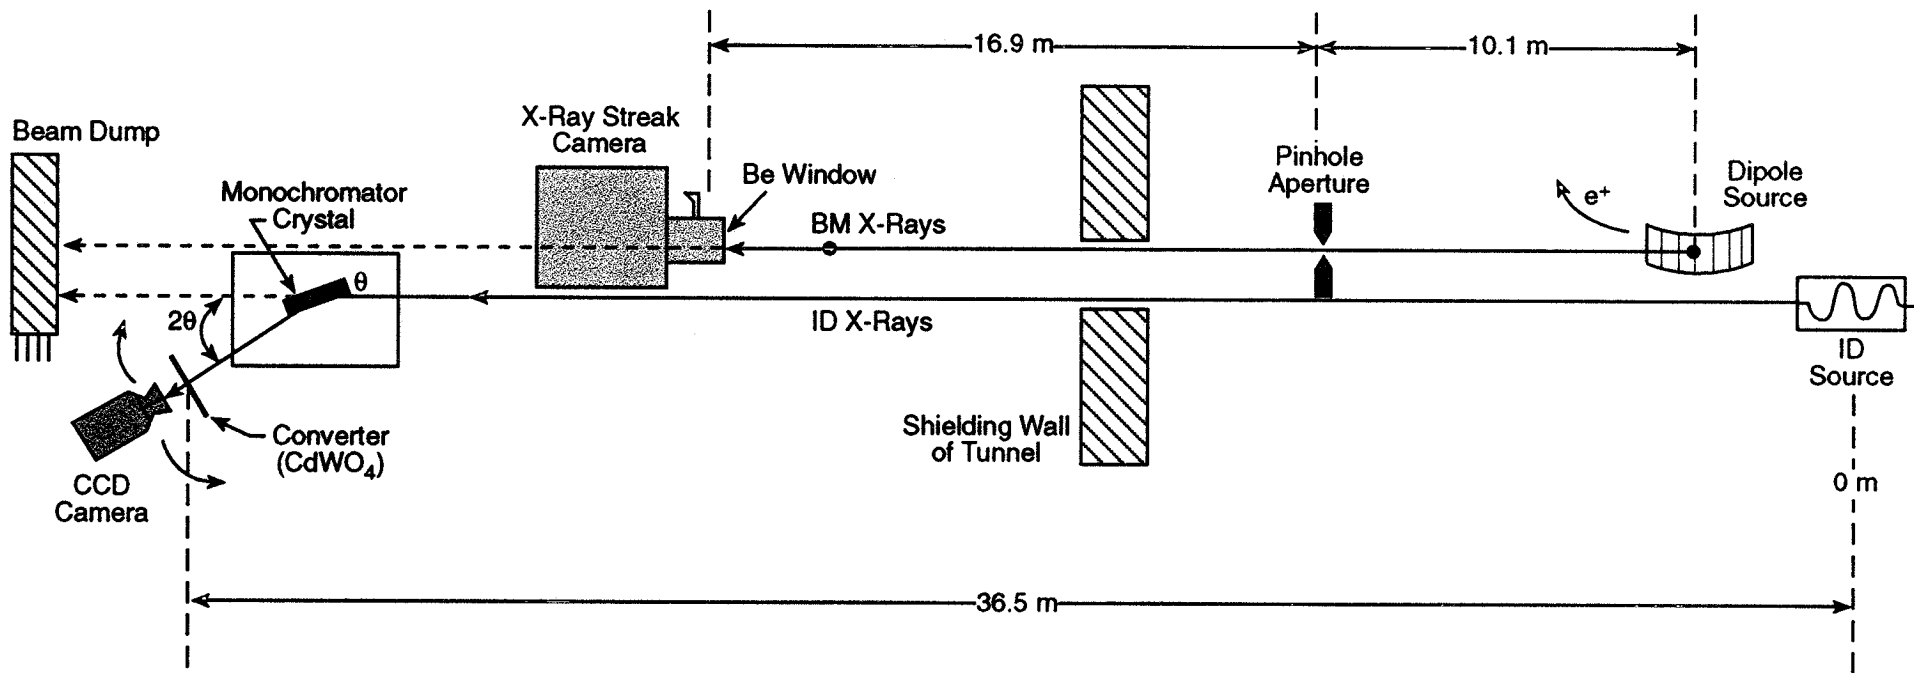 16.9 m
10.1 m
X-Ray Streak
Camera
Beam Dump
Monochromator
Crystal
Be Window
Pinhole
Aperture
Dipole
Source
e⁺
BM X-Rays
θ
2θ
ID X-Rays
ID
Source
Shielding Wall
of Tunnel
Converter
(CdWO₄)
CCD
Camera
0 m
36.5 m